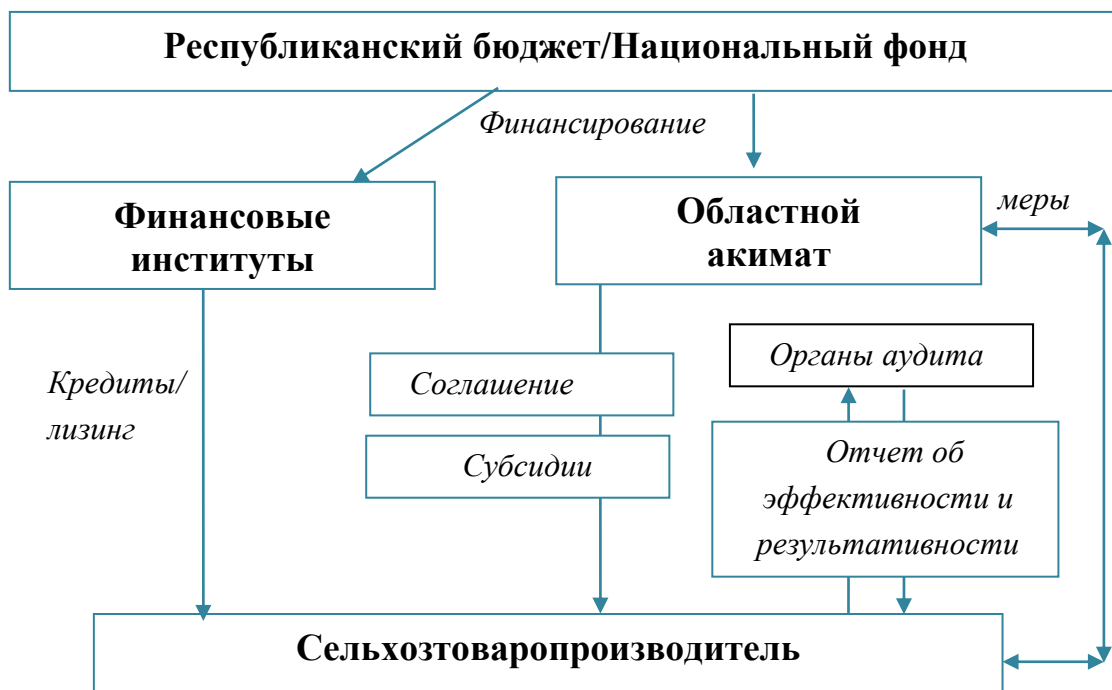 Республиканский бюджет/Национальный фонд
Финансирование
Финансовые
институты
Областной
акимат
меры
Кредиты/
лизинг
Соглашение
Субсидии
Органы аудита
Отчет об
эффективности и
результативности
Сельхозтоваропроизводитель